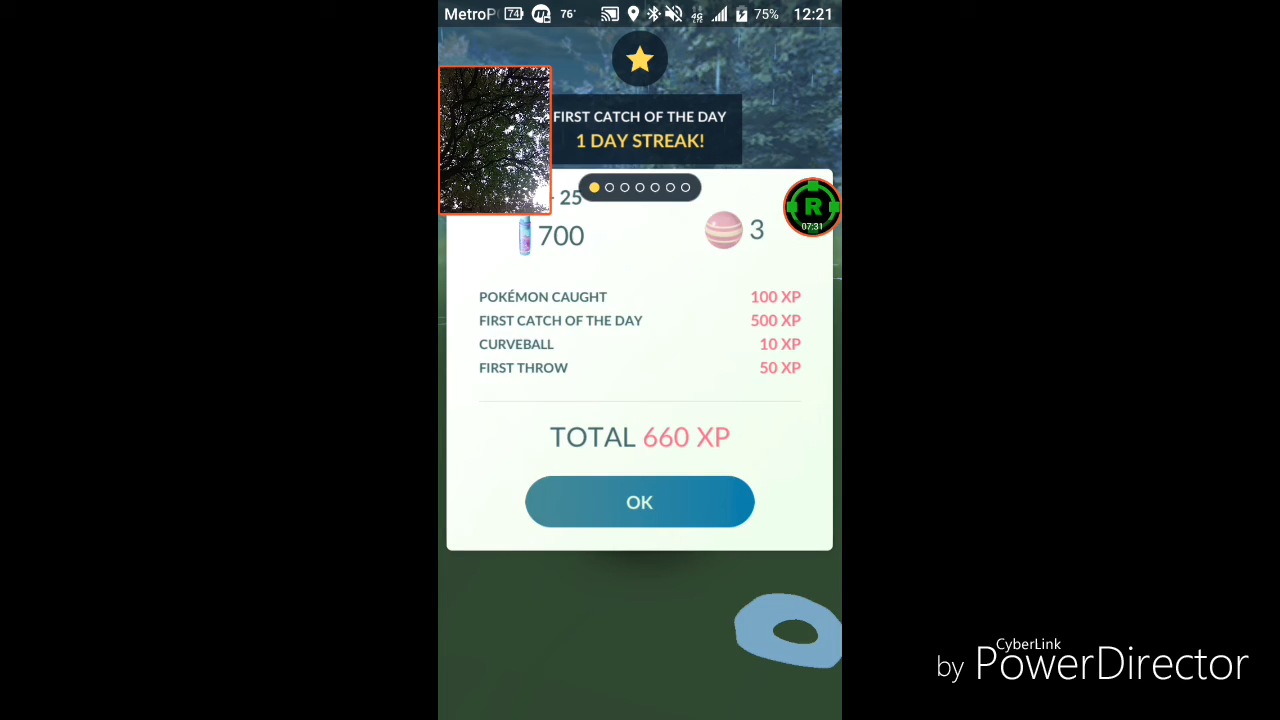 MetroP 74 76° 4G LTE 75% 12:21
FIRST CATCH OF THE DAY
1 DAY STREAK!
25
700 3
R
07:31
POKÉMON CAUGHT 100 XP
FIRST CATCH OF THE DAY 500 XP
CURVEBALL 10 XP
FIRST THROW 50 XP
TOTAL 660 XP
OK
CyberLink
by PowerDirector